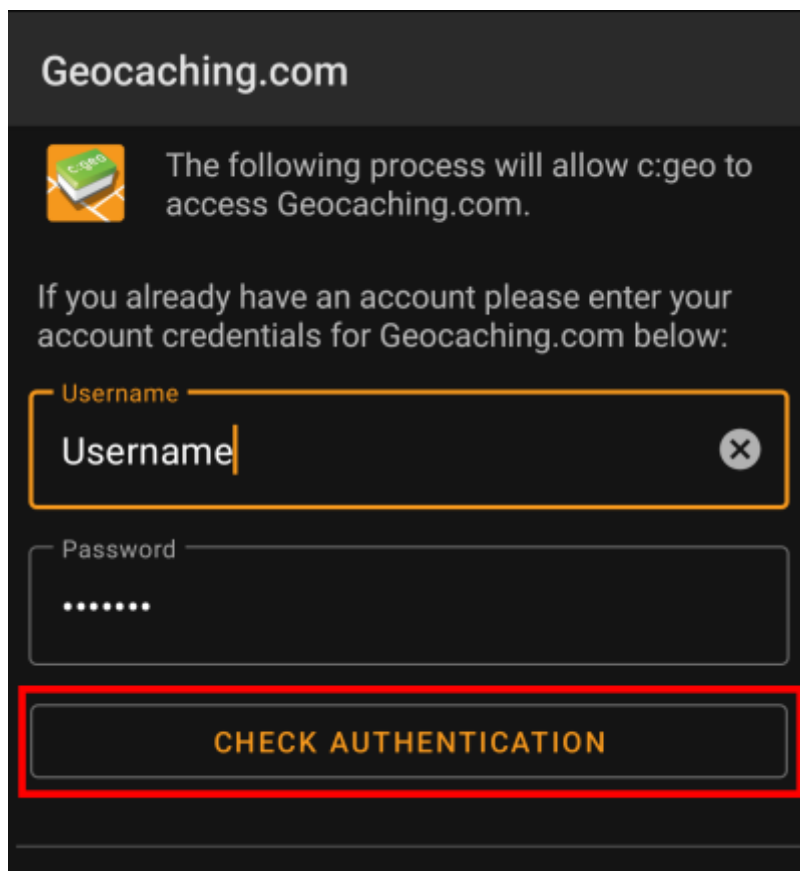 Geocaching.com
c:geo
The following process will allow c:geo to
access Geocaching.com.
If you already have an account please enter your
account credentials for Geocaching.com below:
Username
Username
Password
•••••••
CHECK AUTHENTICATION